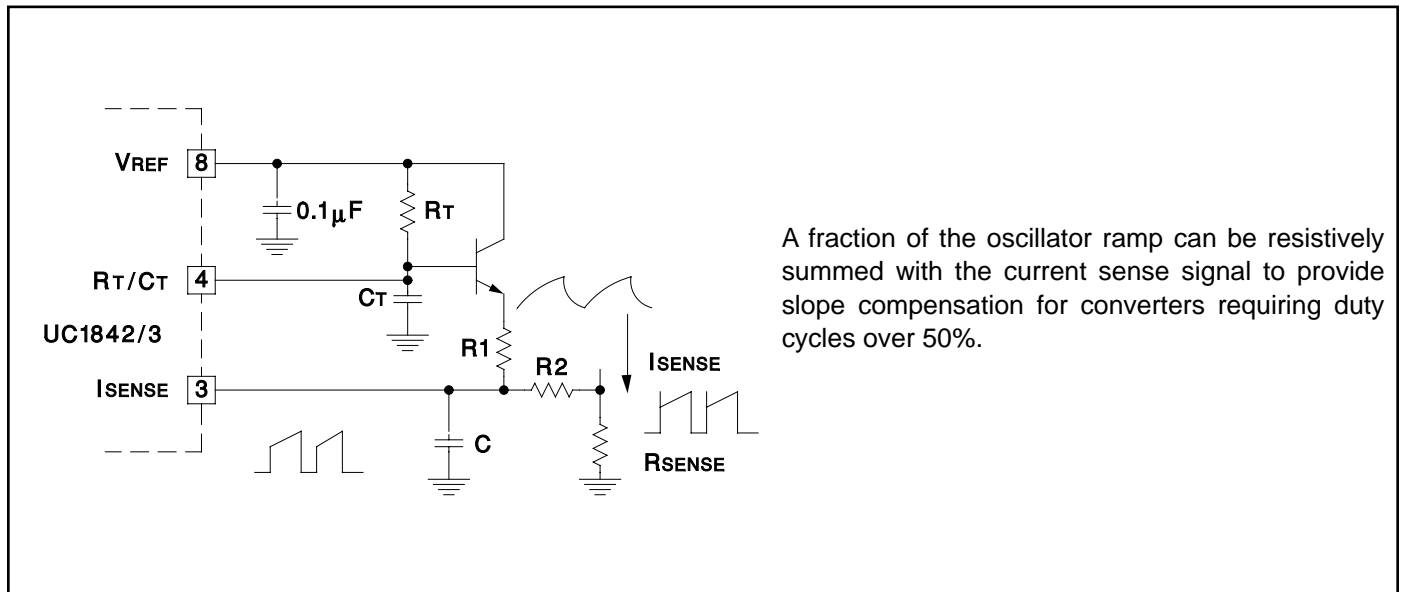 VREF 8
0.1μF
RT
RT/CT 4
CT
UC1842/3
R1
R2
ISENSE
ISENSE 3
C
RSENSE
A fraction of the oscillator ramp can be resistively
summed with the current sense signal to provide
slope compensation for converters requiring duty
cycles over 50%.